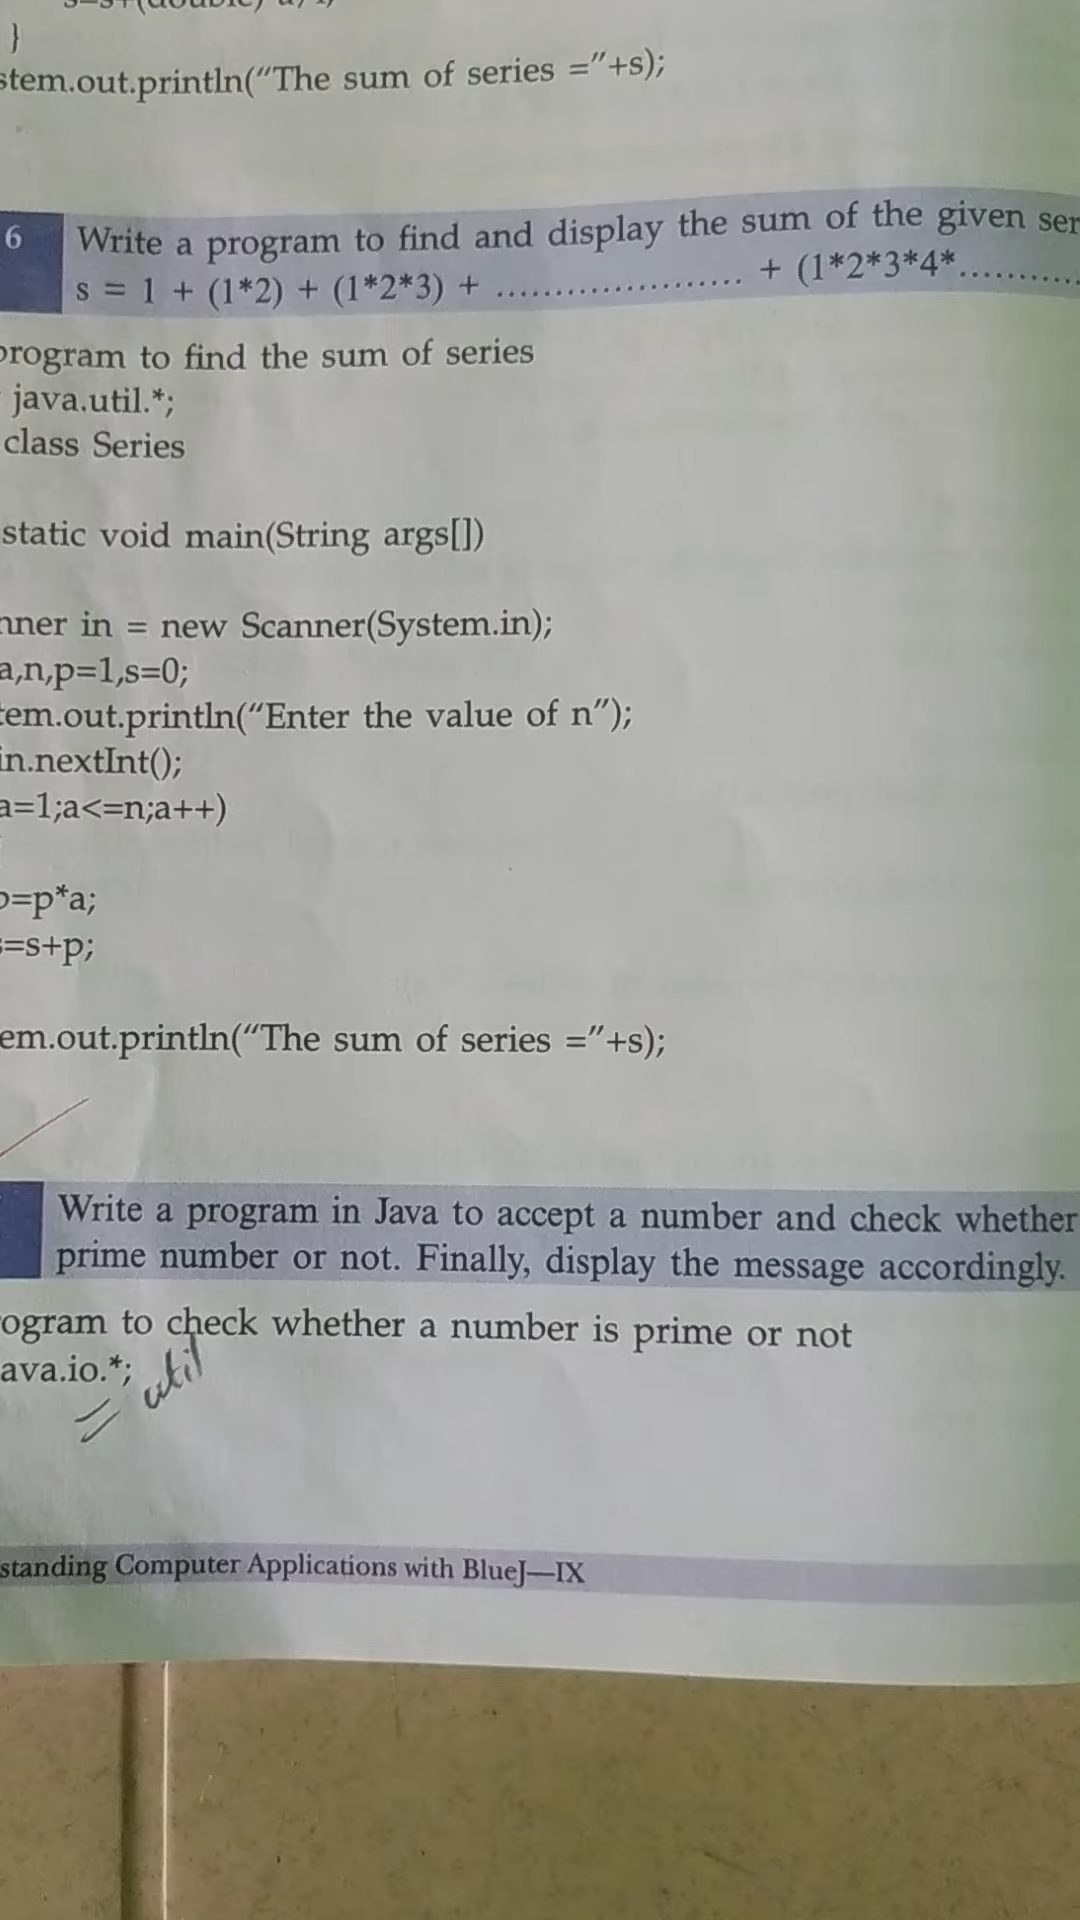 }
stem.out.println("The sum of series ="+s);
6 Write a program to find and display the sum of the given ser
s = 1 + (1*2) + (1*2*3) + ..................... + (1*2*3*4*...........
program to find the sum of series
java.util.*;
class Series
static void main(String args[])
nner in = new Scanner(System.in);
a,n,p=1,s=0;
tem.out.println("Enter the value of n");
in.nextInt();
a=1;a<=n;a++)
p=p*a;
s=s+p;
em.out.println("The sum of series ="+s);
Write a program in Java to accept a number and check whether
prime number or not. Finally, display the message accordingly.
ogram to check whether a number is prime or not
ava.io.*; util
standing Computer Applications with BlueJ—IX